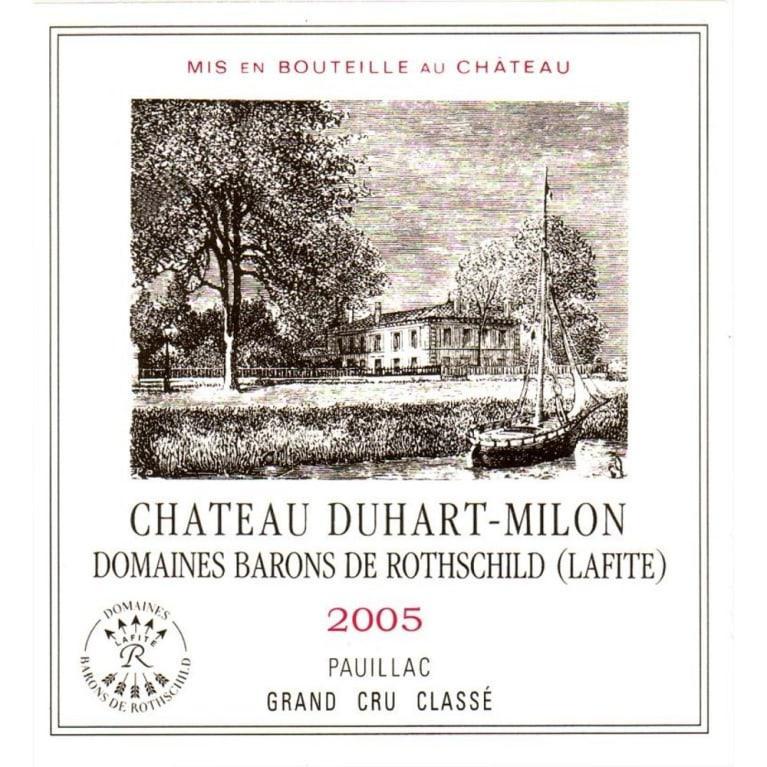 MIS EN BOUTEILLE AU CHÂTEAU
CHATEAU DUHART-MILON
DOMAINES BARONS DE ROTHSCHILD (LAFITE)
2005
DOMAINES
LAFITE
R
BARONS DE ROTHSCHILD
PAUILLAC
GRAND CRU CLASSÉ